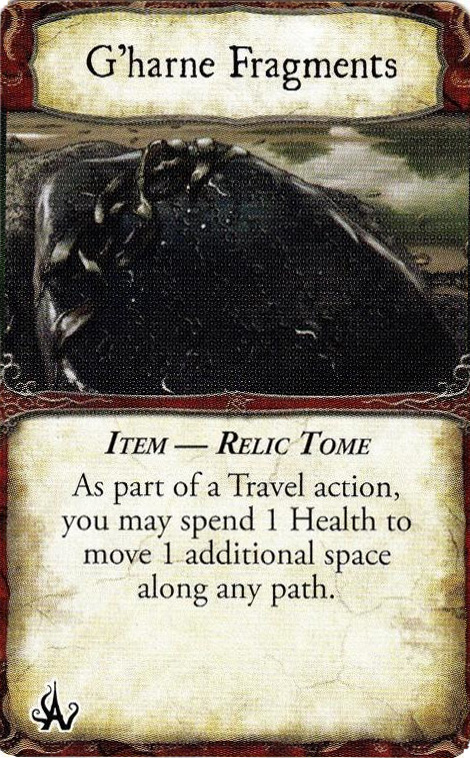 G'harne Fragments
Item — Relic Tome
As part of a Travel action,
you may spend 1 Health to
move 1 additional space
along any path.